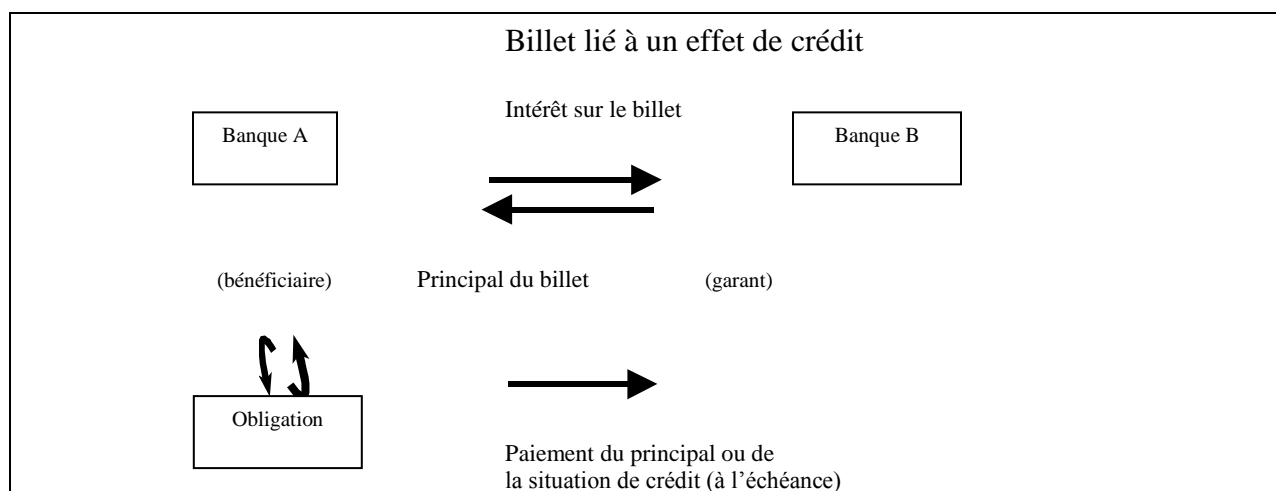 Billet lié à un effet de crédit
Intérêt sur le billet
Banque A
Banque B
(bénéficiaire)
Principal du billet
(garant)
Obligation
Paiement du principal ou de
la situation de crédit (à l'échéance)